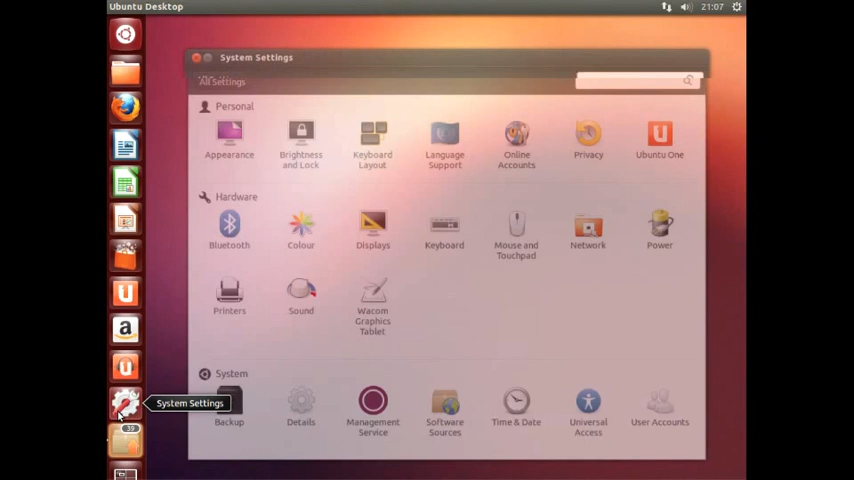 Ubuntu Desktop
21:07
System Settings
All Settings
Personal
Appearance
Brightness and Lock
Keyboard Layout
Language Support
Online Accounts
Privacy
Ubuntu One
Hardware
Bluetooth
Colour
Displays
Keyboard
Mouse and Touchpad
Network
Power
Printers
Sound
Wacom Graphics Tablet
System
Backup
Details
Management Service
Software Sources
Time & Date
Universal Access
User Accounts
System Settings
39